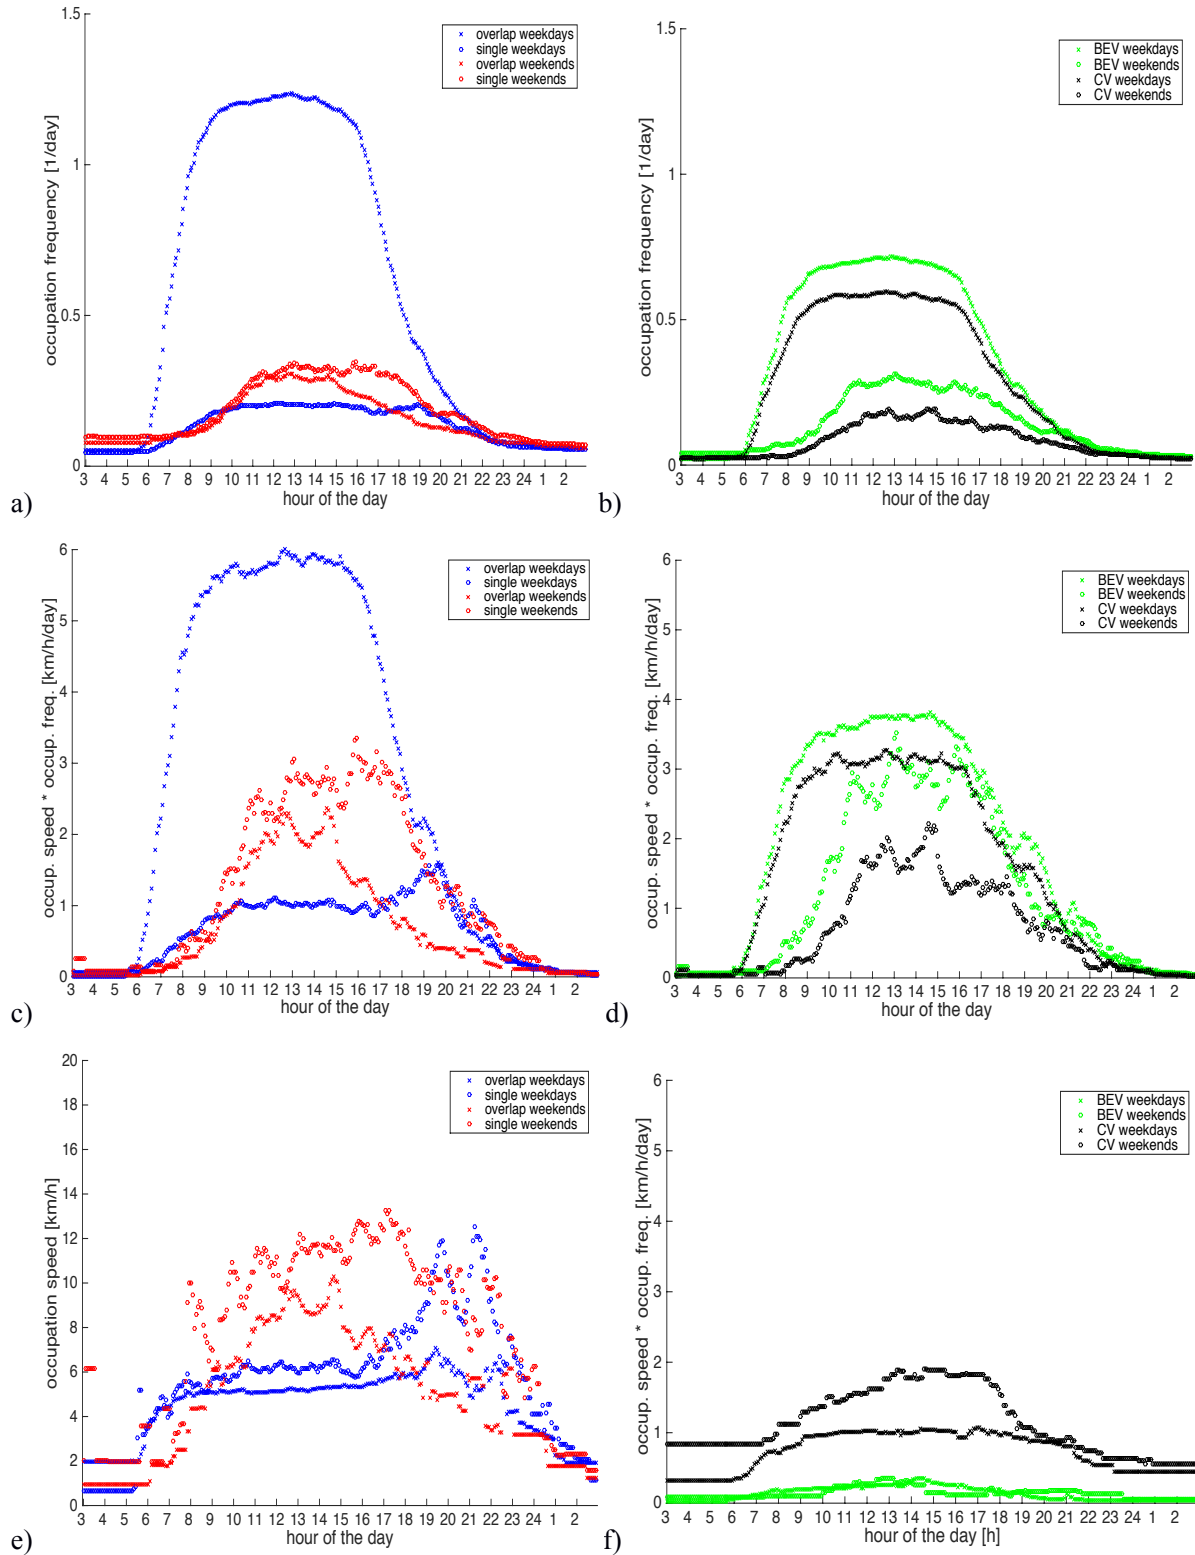 1.5
1
0.5
0
occupation frequency [1/day]
overlap weekdays
single weekdays
overlap weekends
single weekends
3 4 5 6 7 8 9 10 11 12 13 14 15 16 17 18 19 20 21 22 23 24 1 2
hour of the day
a)
1.5
1
0.5
0
occupation frequency [1/day]
BEV weekdays
BEV weekends
CV weekdays
CV weekends
3 4 5 6 7 8 9 10 11 12 13 14 15 16 17 18 19 20 21 22 23 24 1 2
hour of the day
b)
6
5
4
3
2
1
0
occup. speed * occup. freq. [km/h/day]
overlap weekdays
single weekdays
overlap weekends
single weekends
3 4 5 6 7 8 9 10 11 12 13 14 15 16 17 18 19 20 21 22 23 24 1 2
hour of the day
c)
6
5
4
3
2
1
0
occup. speed * occup. freq. [km/h/day]
BEV weekdays
BEV weekends
CV weekdays
CV weekends
3 4 5 6 7 8 9 10 11 12 13 14 15 16 17 18 19 20 21 22 23 24 1 2
hour of the day
d)
20
18
16
14
12
10
8
6
4
2
0
occupation speed [km/h]
overlap weekdays
single weekdays
overlap weekends
single weekends
3 4 5 6 7 8 9 10 11 12 13 14 15 16 17 18 19 20 21 22 23 24 1 2
hour of the day
e)
6
5
4
3
2
1
0
occup. speed * occup. freq. [km/h/day]
BEV weekdays
BEV weekends
CV weekdays
CV weekends
3 4 5 6 7 8 9 10 11 12 13 14 15 16 17 18 19 20 21 22 23 24 1 2
hour of the day [h]
f)